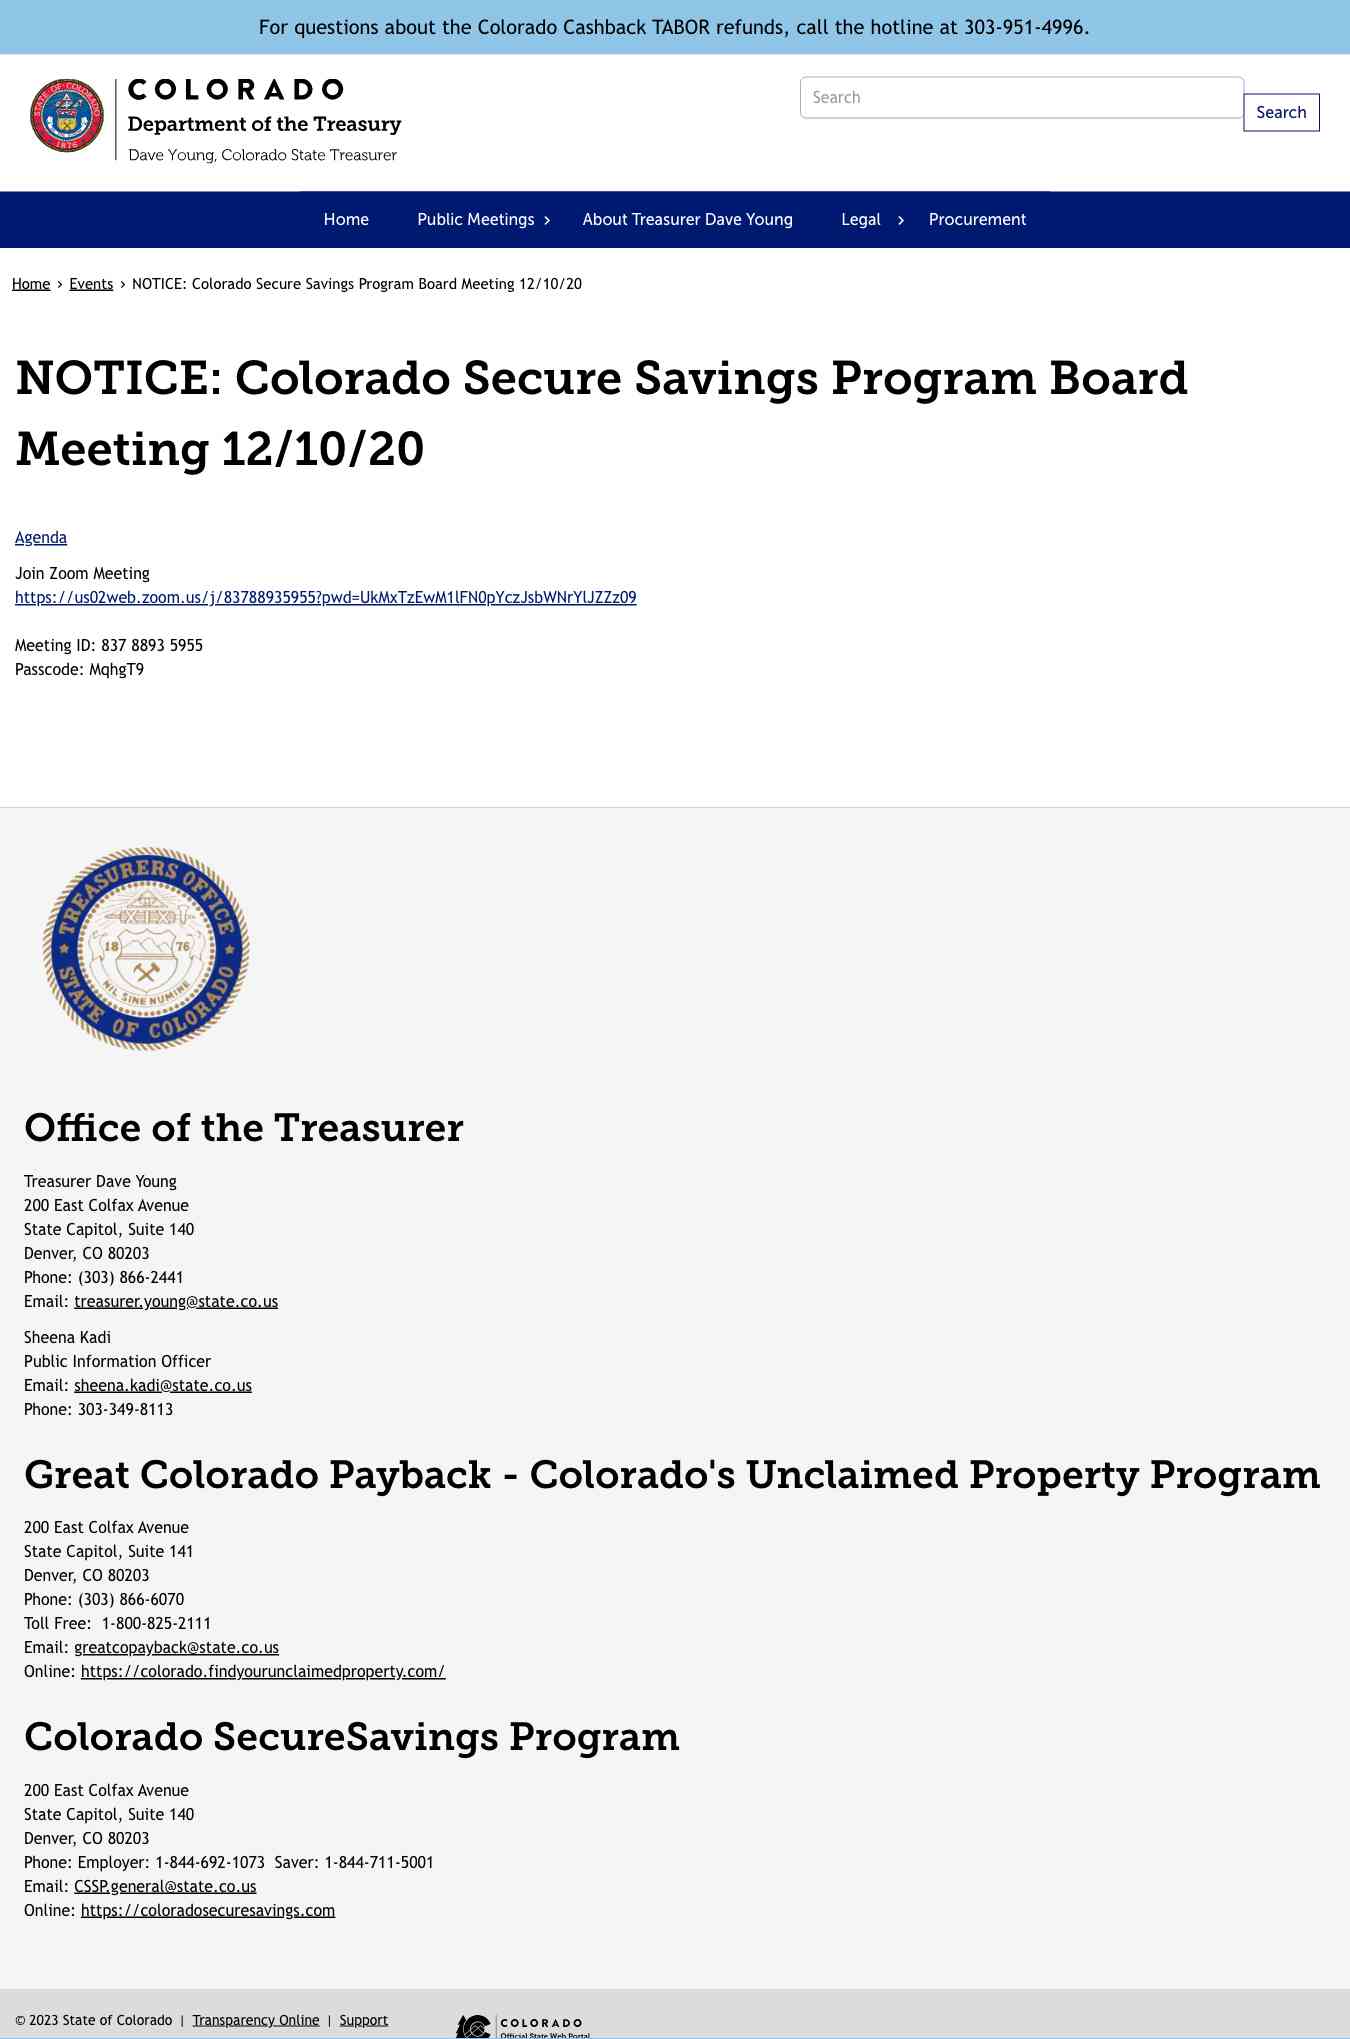 For questions about the Colorado Cashback TABOR refunds, call the hotline at 303-951-4996.
STATE OF COLORADO
1876
COLORADO
Department of the Treasury
Dave Young, Colorado State Treasurer
Search
Search
Home Public Meetings › About Treasurer Dave Young Legal › Procurement
Home › Events › NOTICE: Colorado Secure Savings Program Board Meeting 12/10/20
NOTICE: Colorado Secure Savings Program Board
Meeting 12/10/20
Agenda
Join Zoom Meeting
https://us02web.zoom.us/j/83788935955?pwd=UkMxTzEwM1lFN0pYczJsbWNrYlJZZz09
Meeting ID: 837 8893 5955
Passcode: MqhgT9
TREASURERS OFFICE
18 76
NIL SINE NUMINE
STATE OF COLORADO
Office of the Treasurer
Treasurer Dave Young
200 East Colfax Avenue
State Capitol, Suite 140
Denver, CO 80203
Phone: (303) 866-2441
Email: treasurer.young@state.co.us
Sheena Kadi
Public Information Officer
Email: sheena.kadi@state.co.us
Phone: 303-349-8113
Great Colorado Payback - Colorado's Unclaimed Property Program
200 East Colfax Avenue
State Capitol, Suite 141
Denver, CO 80203
Phone: (303) 866-6070
Toll Free:  1-800-825-2111
Email: greatcopayback@state.co.us
Online: https://colorado.findyourunclaimedproperty.com/
Colorado SecureSavings Program
200 East Colfax Avenue
State Capitol, Suite 140
Denver, CO 80203
Phone: Employer: 1-844-692-1073  Saver: 1-844-711-5001
Email: CSSP.general@state.co.us
Online: https://coloradosecuresavings.com
© 2023 State of Colorado | Transparency Online | Support
COLORADO
Official State Web Portal